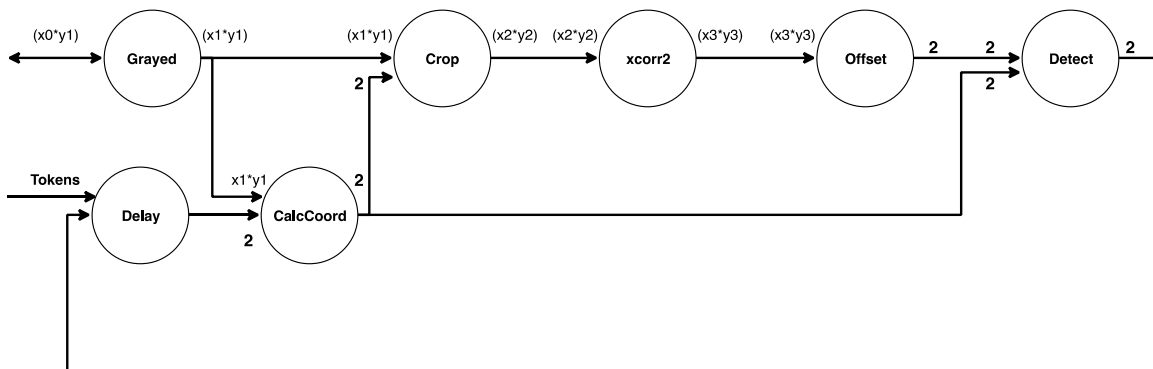 (x0*y1)
Grayed
(x1*y1)
(x1*y1)
2
Crop
(x2*y2)
(x2*y2)
xcorr2
(x3*y3)
(x3*y3)
Offset
2
2
2
Detect
2
Tokens
Delay
2
x1*y1
CalcCoord
2